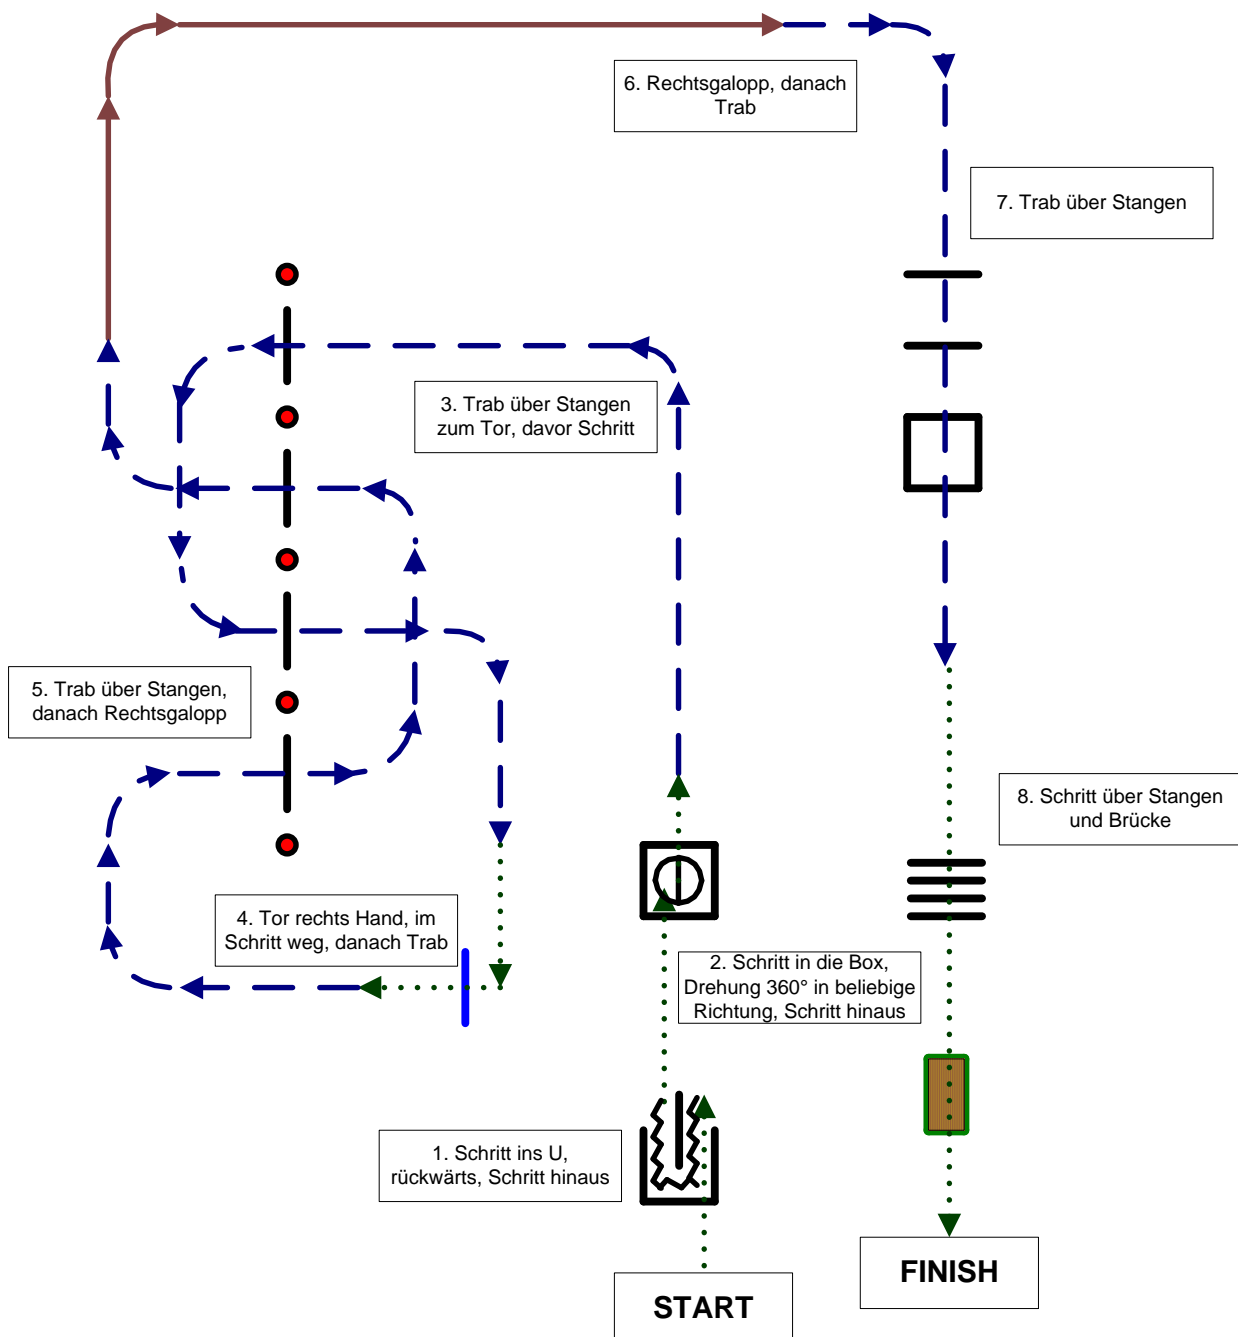 6. Rechtsgalopp, danach
Trab
7. Trab über Stangen
3. Trab über Stangen
zum Tor, davor Schritt
5. Trab über Stangen,
danach Rechtsgalopp
8. Schritt über Stangen
und Brücke
4. Tor rechts Hand, im
Schritt weg, danach Trab
2. Schritt in die Box,
Drehung 360° in beliebige
Richtung, Schritt hinaus
1. Schritt ins U,
rückwärts, Schritt hinaus
FINISH
START